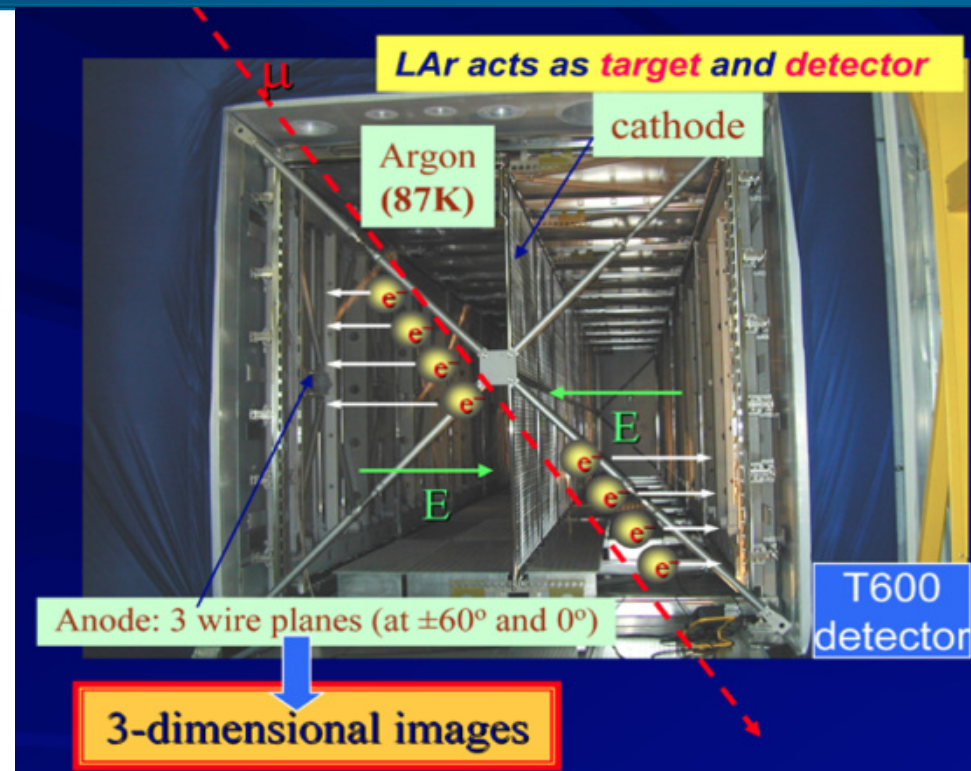 μ
LAr acts as target and detector
cathode
Argon
(87K)
e⁻
e⁻
e⁻
e⁻
E
E
e⁻
e⁻
e⁻
e⁻
Anode: 3 wire planes (at ±60° and 0°)
T600
detector
3-dimensional images